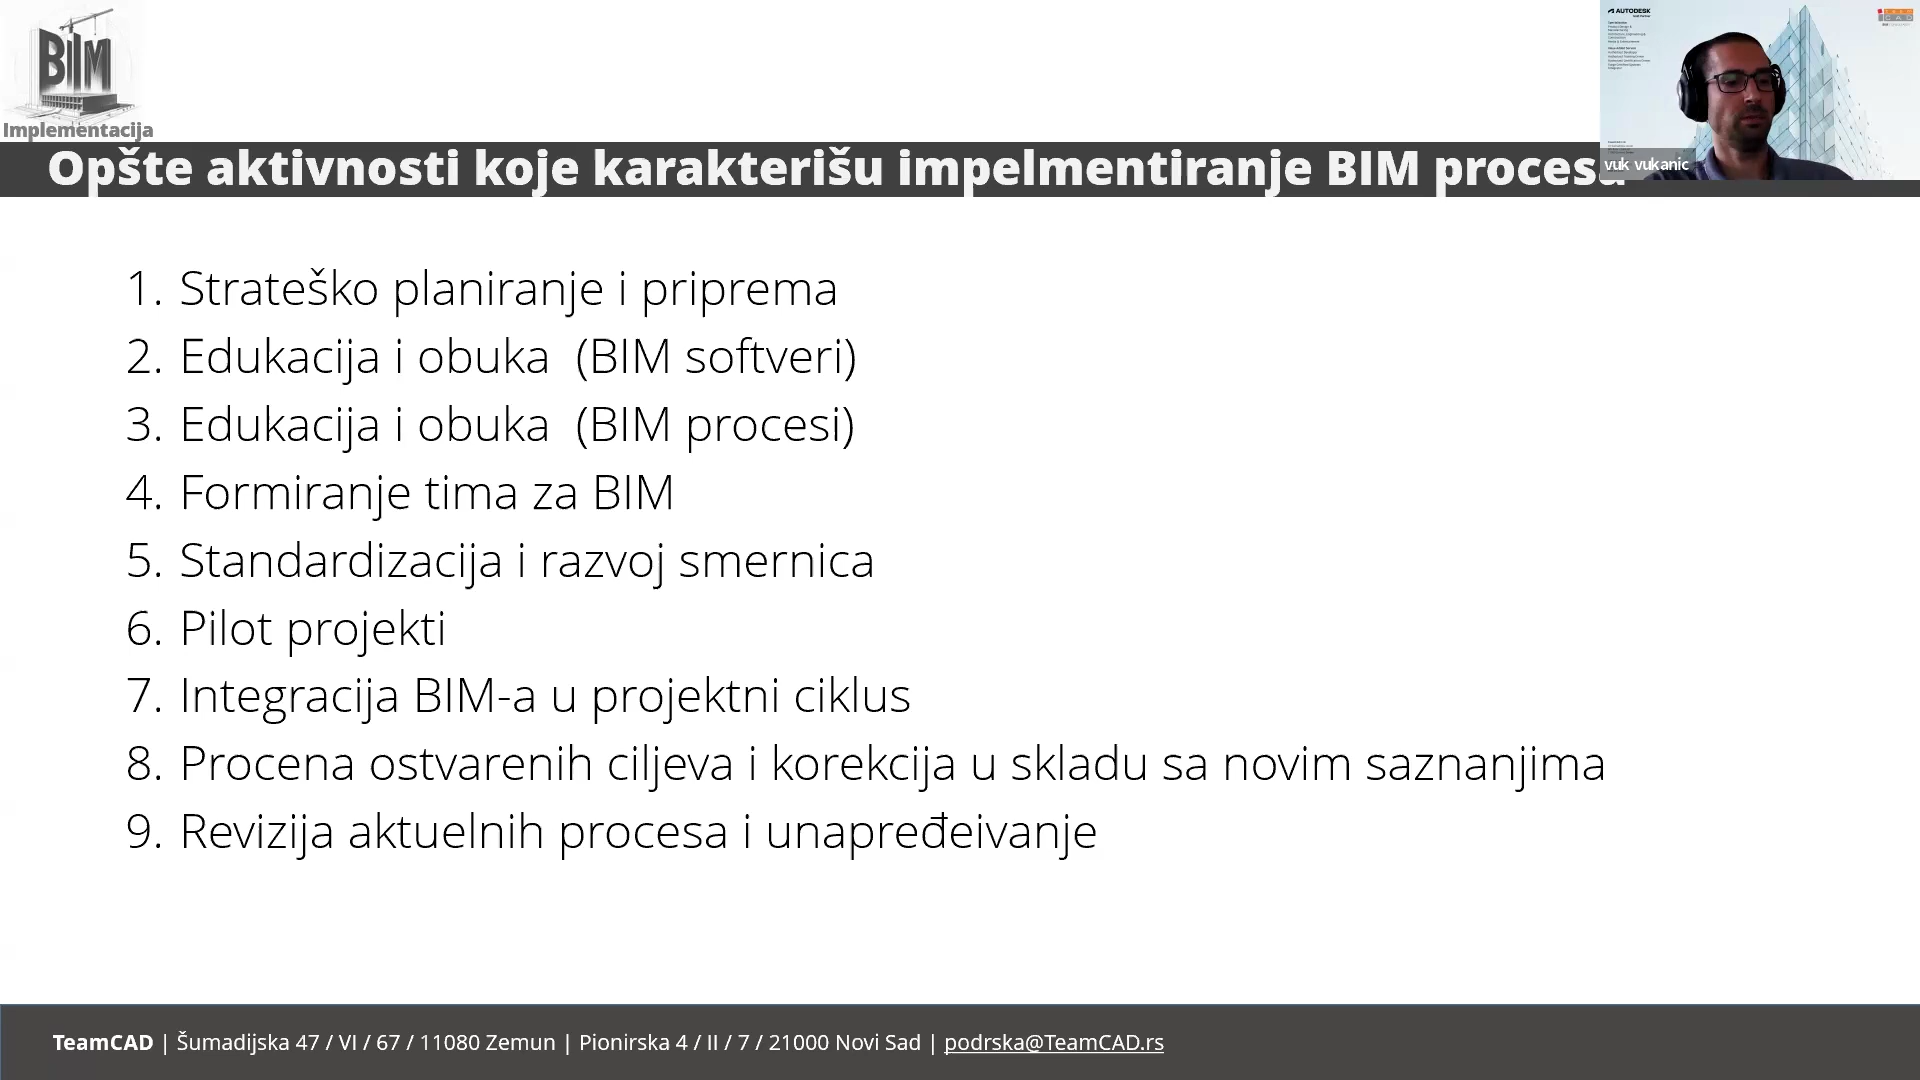 BIM
Implementacija
AUTODESK
vuk vukanic
Opšte aktivnosti koje karakterišu impelmentiranje BIM procesa
1. Strateško planiranje i priprema
2. Edukacija i obuka (BIM softveri)
3. Edukacija i obuka (BIM procesi)
4. Formiranje tima za BIM
5. Standardizacija i razvoj smernica
6. Pilot projekti
7. Integracija BIM-a u projektni ciklus
8. Procena ostvarenih ciljeva i korekcija u skladu sa novim saznanjima
9. Revizija aktuelnih procesa i unapređeivanje
TeamCAD | Šumadijska 47 / VI / 67 / 11080 Zemun | Pionirska 4 / II / 7 / 21000 Novi Sad | podrska@TeamCAD.rs